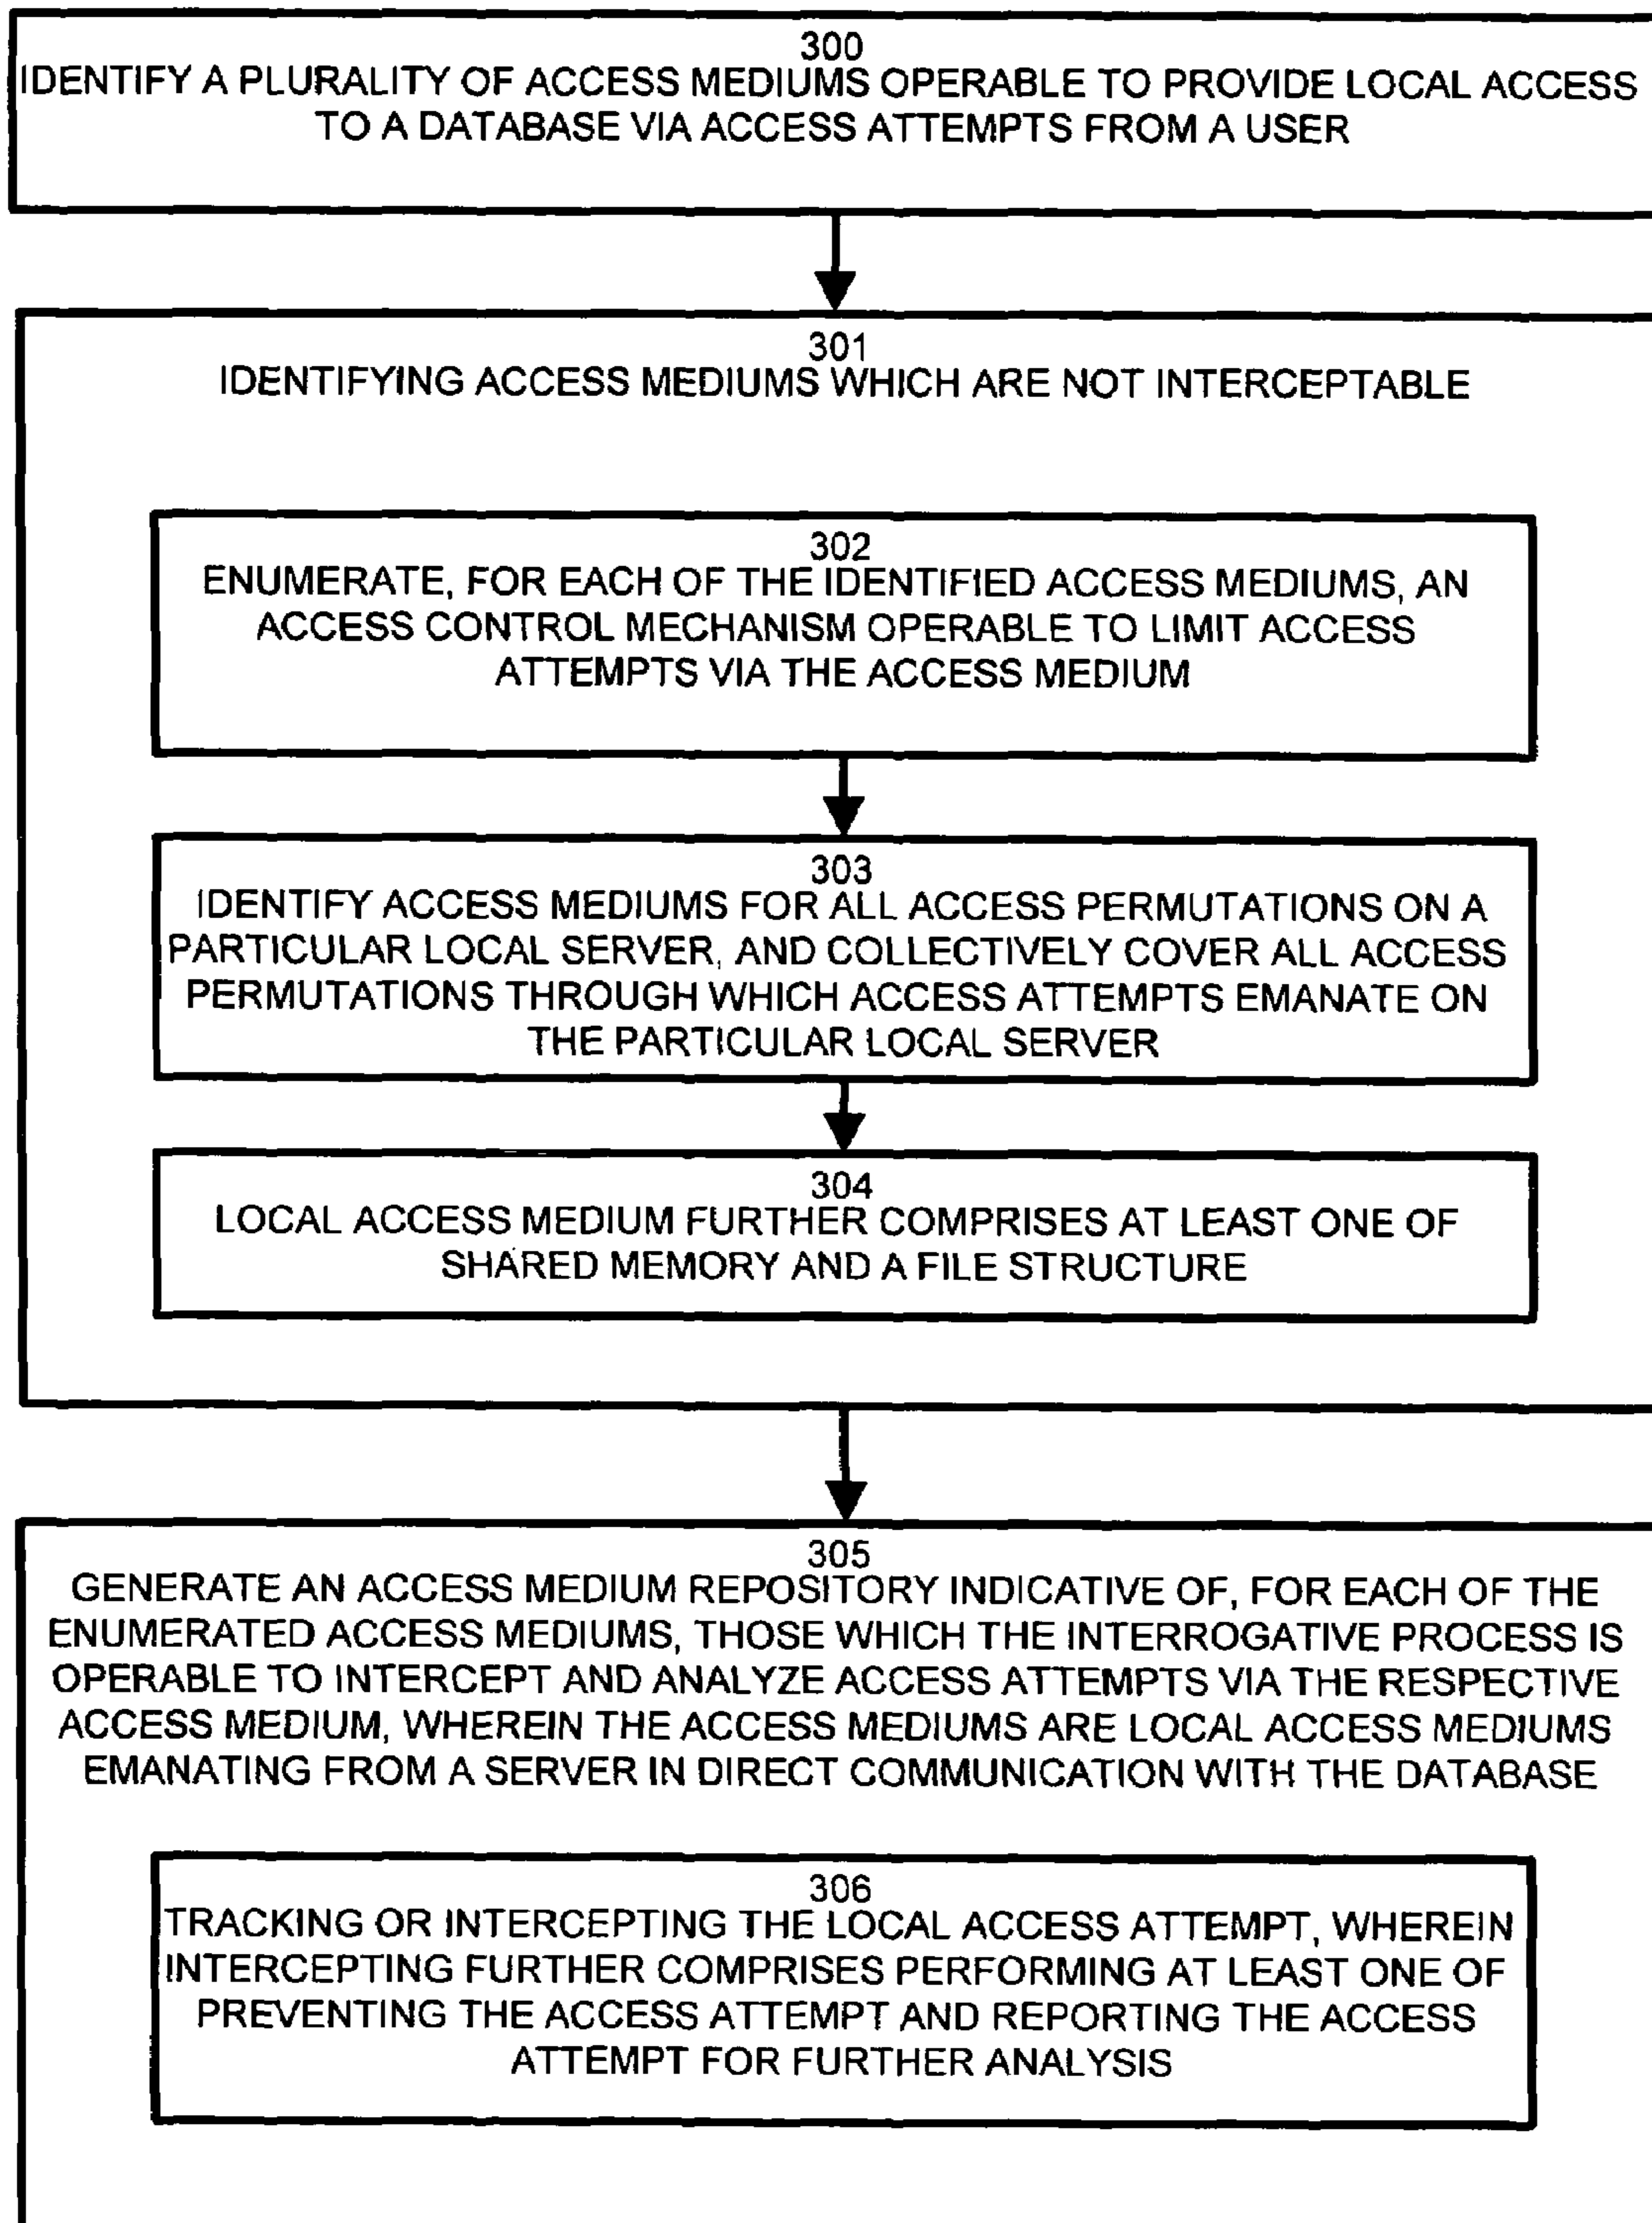 300
IDENTIFY A PLURALITY OF ACCESS MEDIUMS OPERABLE TO PROVIDE LOCAL ACCESS
TO A DATABASE VIA ACCESS ATTEMPTS FROM A USER
301
IDENTIFYING ACCESS MEDIUMS WHICH ARE NOT INTERCEPTABLE
302
ENUMERATE, FOR EACH OF THE IDENTIFIED ACCESS MEDIUMS, AN
ACCESS CONTROL MECHANISM OPERABLE TO LIMIT ACCESS
ATTEMPTS VIA THE ACCESS MEDIUM
303
IDENTIFY ACCESS MEDIUMS FOR ALL ACCESS PERMUTATIONS ON A
PARTICULAR LOCAL SERVER, AND COLLECTIVELY COVER ALL ACCESS
PERMUTATIONS THROUGH WHICH ACCESS ATTEMPTS EMANATE ON
THE PARTICULAR LOCAL SERVER
304
LOCAL ACCESS MEDIUM FURTHER COMPRISES AT LEAST ONE OF
SHARED MEMORY AND A FILE STRUCTURE
305
GENERATE AN ACCESS MEDIUM REPOSITORY INDICATIVE OF, FOR EACH OF THE
ENUMERATED ACCESS MEDIUMS, THOSE WHICH THE INTERROGATIVE PROCESS IS
OPERABLE TO INTERCEPT AND ANALYZE ACCESS ATTEMPTS VIA THE RESPECTIVE
ACCESS MEDIUM, WHEREIN THE ACCESS MEDIUMS ARE LOCAL ACCESS MEDIUMS
EMANATING FROM A SERVER IN DIRECT COMMUNICATION WITH THE DATABASE
306
TRACKING OR INTERCEPTING THE LOCAL ACCESS ATTEMPT, WHEREIN
INTERCEPTING FURTHER COMPRISES PERFORMING AT LEAST ONE OF
PREVENTING THE ACCESS ATTEMPT AND REPORTING THE ACCESS
ATTEMPT FOR FURTHER ANALYSIS